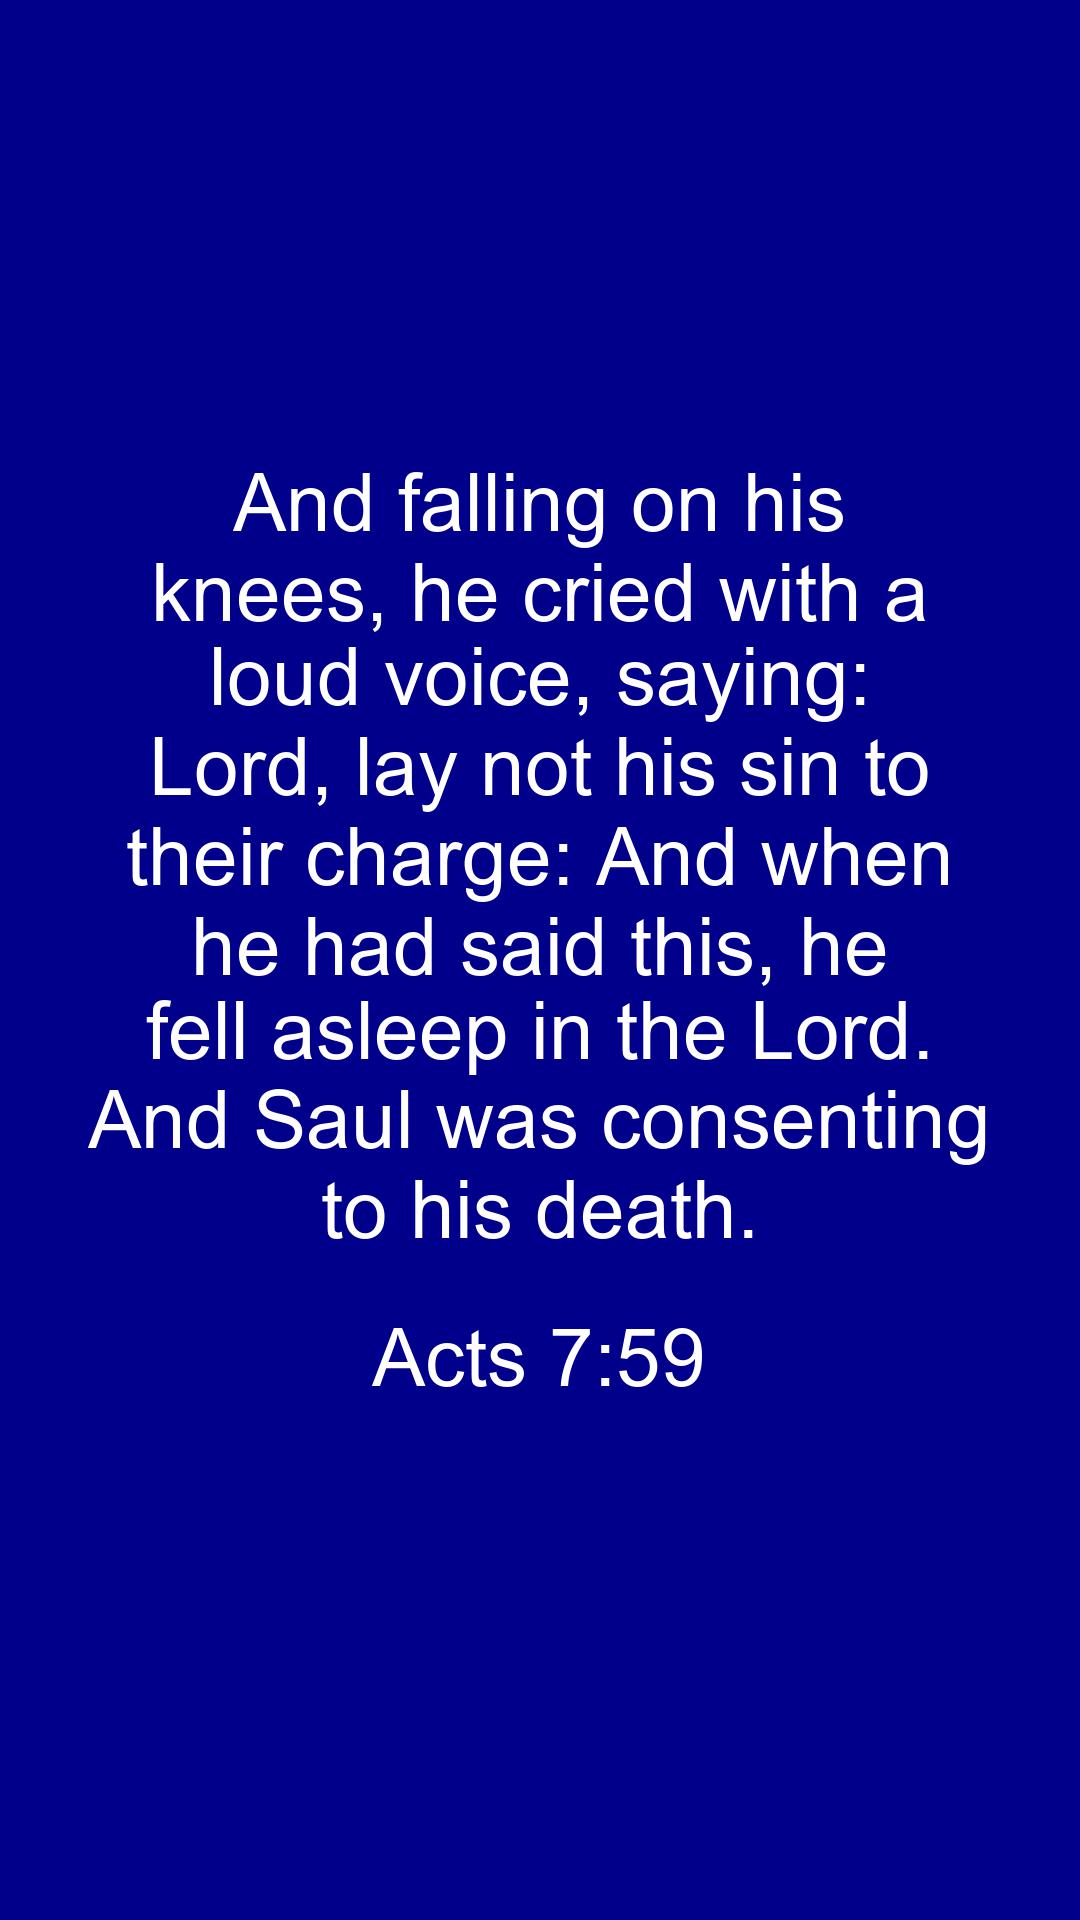 And falling on his
knees, he cried with a
loud voice, saying:
Lord, lay not his sin to
their charge: And when
he had said this, he
fell asleep in the Lord.
And Saul was consenting
to his death.
Acts 7:59